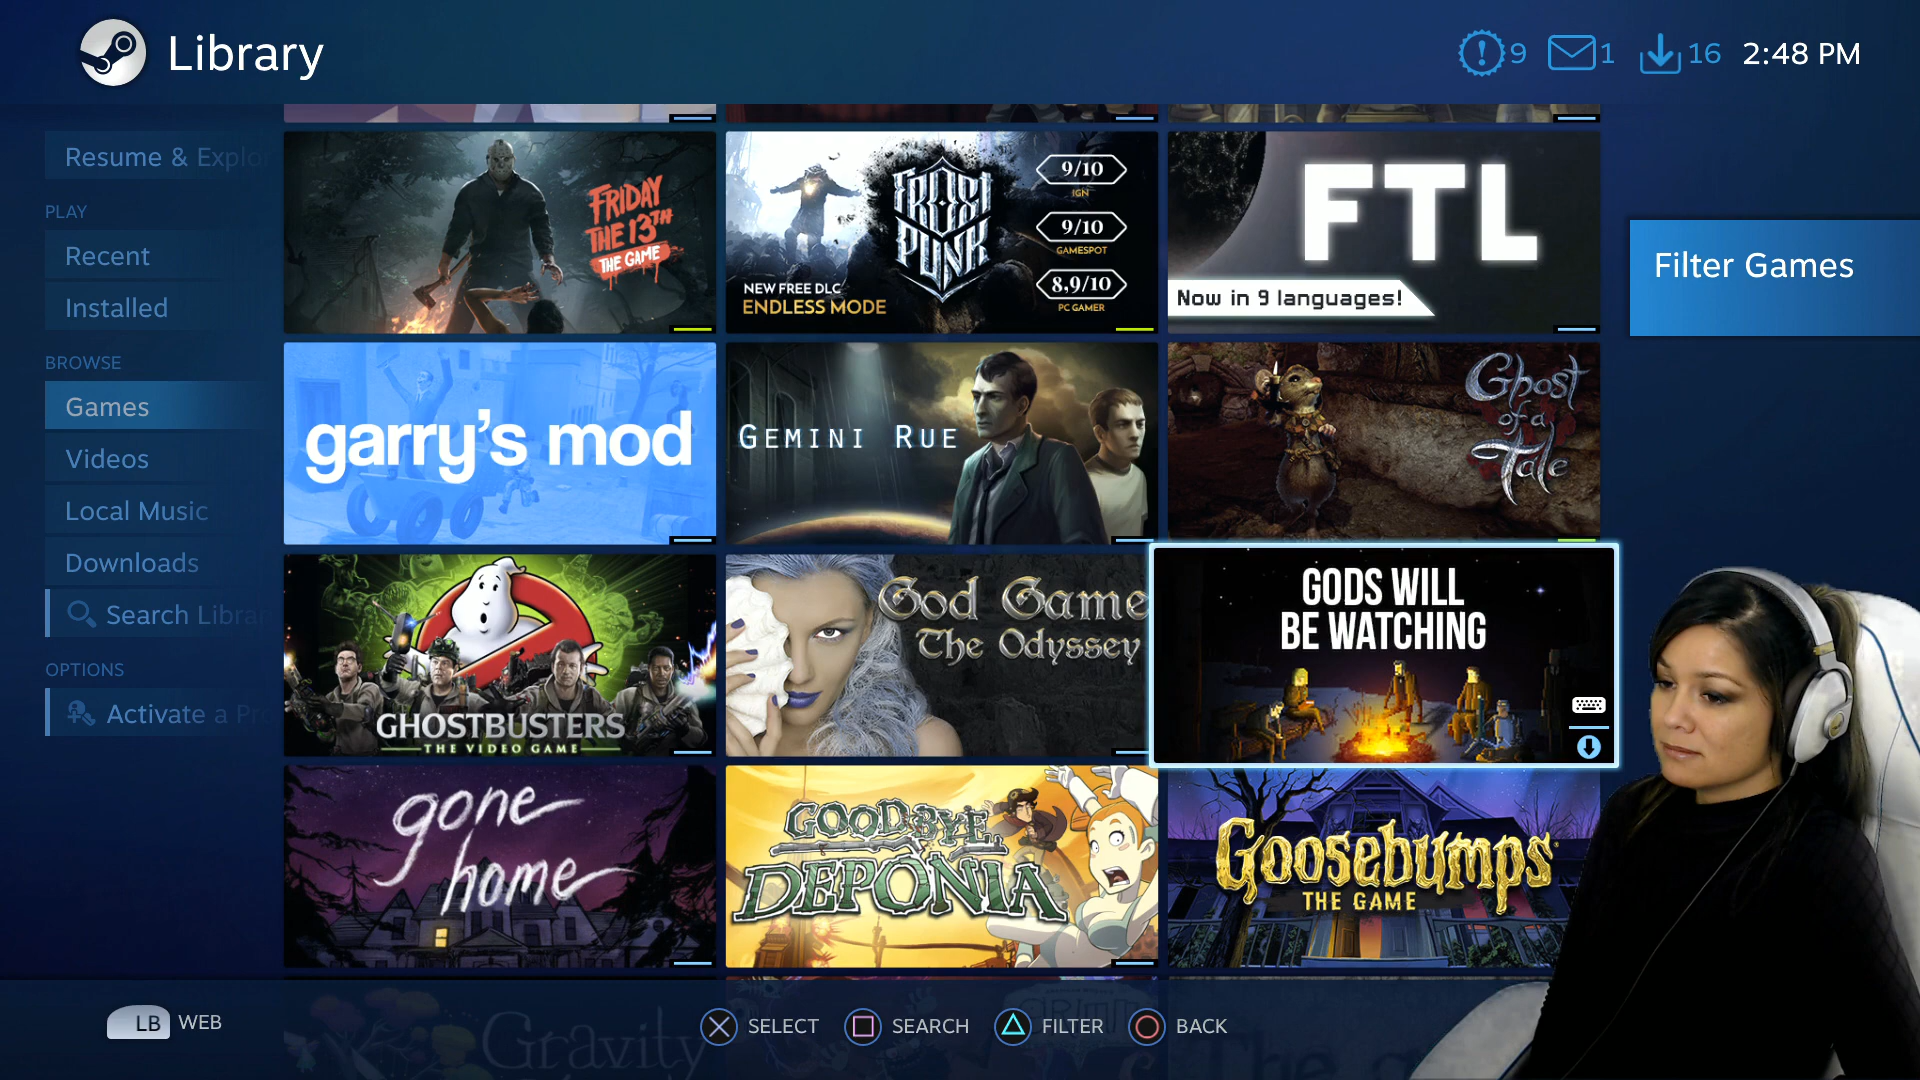 Library
9
1
16
2:48 PM
Resume & Explo
PLAY
Recent
Installed
BROWSE
Games
Videos
Local Music
Downloads
Search Librar
OPTIONS
Activate a Pr
FRIDAY
THE 13TH
THE GAME
FROST
PUNK
NEW FREE DLC
ENDLESS MODE
9/10
IGN
9/10
GAMESPOT
8,9/10
PC GAMER
FTL
Now in 9 languages!
Filter Games
garry's mod
GEMINI RUE
Ghost
of a
Tale
GHOSTBUSTERS
THE VIDEO GAME
God Game
The Odyssey
GODS WILL
BE WATCHING
gone
home
GOODBYE,
DEPONIA
GOOSEBUMPS
THE GAME
Gravity
The
LB WEB
SELECT
SEARCH
FILTER
BACK